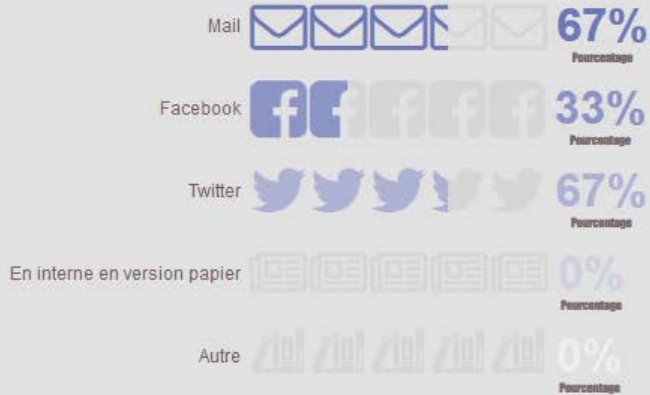 Mail 67%
Pourcentage
Facebook 33%
Pourcentage
Twitter 67%
Pourcentage
En interne en version papier 0%
Pourcentage
Autre 0%
Pourcentage